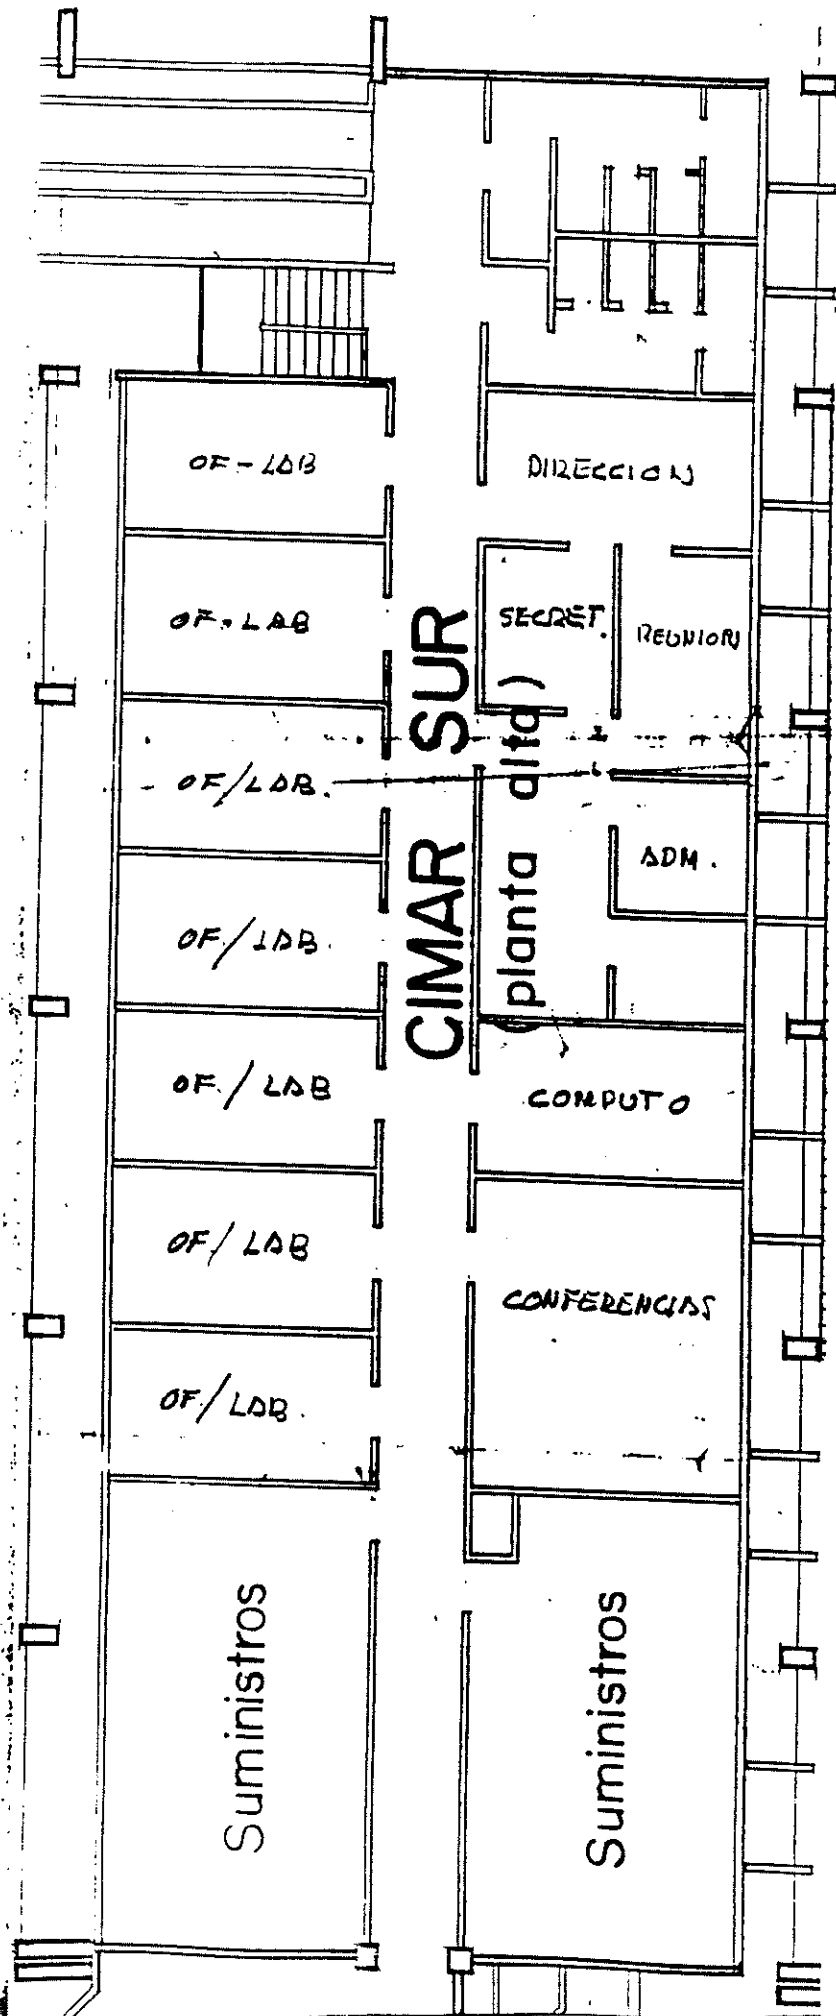 OF-LAB
DIRECCION
OF-LAB
SECRET.
REUNION
OF/LAB.
ADM.
OF/LAB.
CIMAR SUR
(planta alta)
OF./LAB
COMPUTO
OF/LAB
CONFERENCIAS
OF/LAB.
Suministros
Suministros